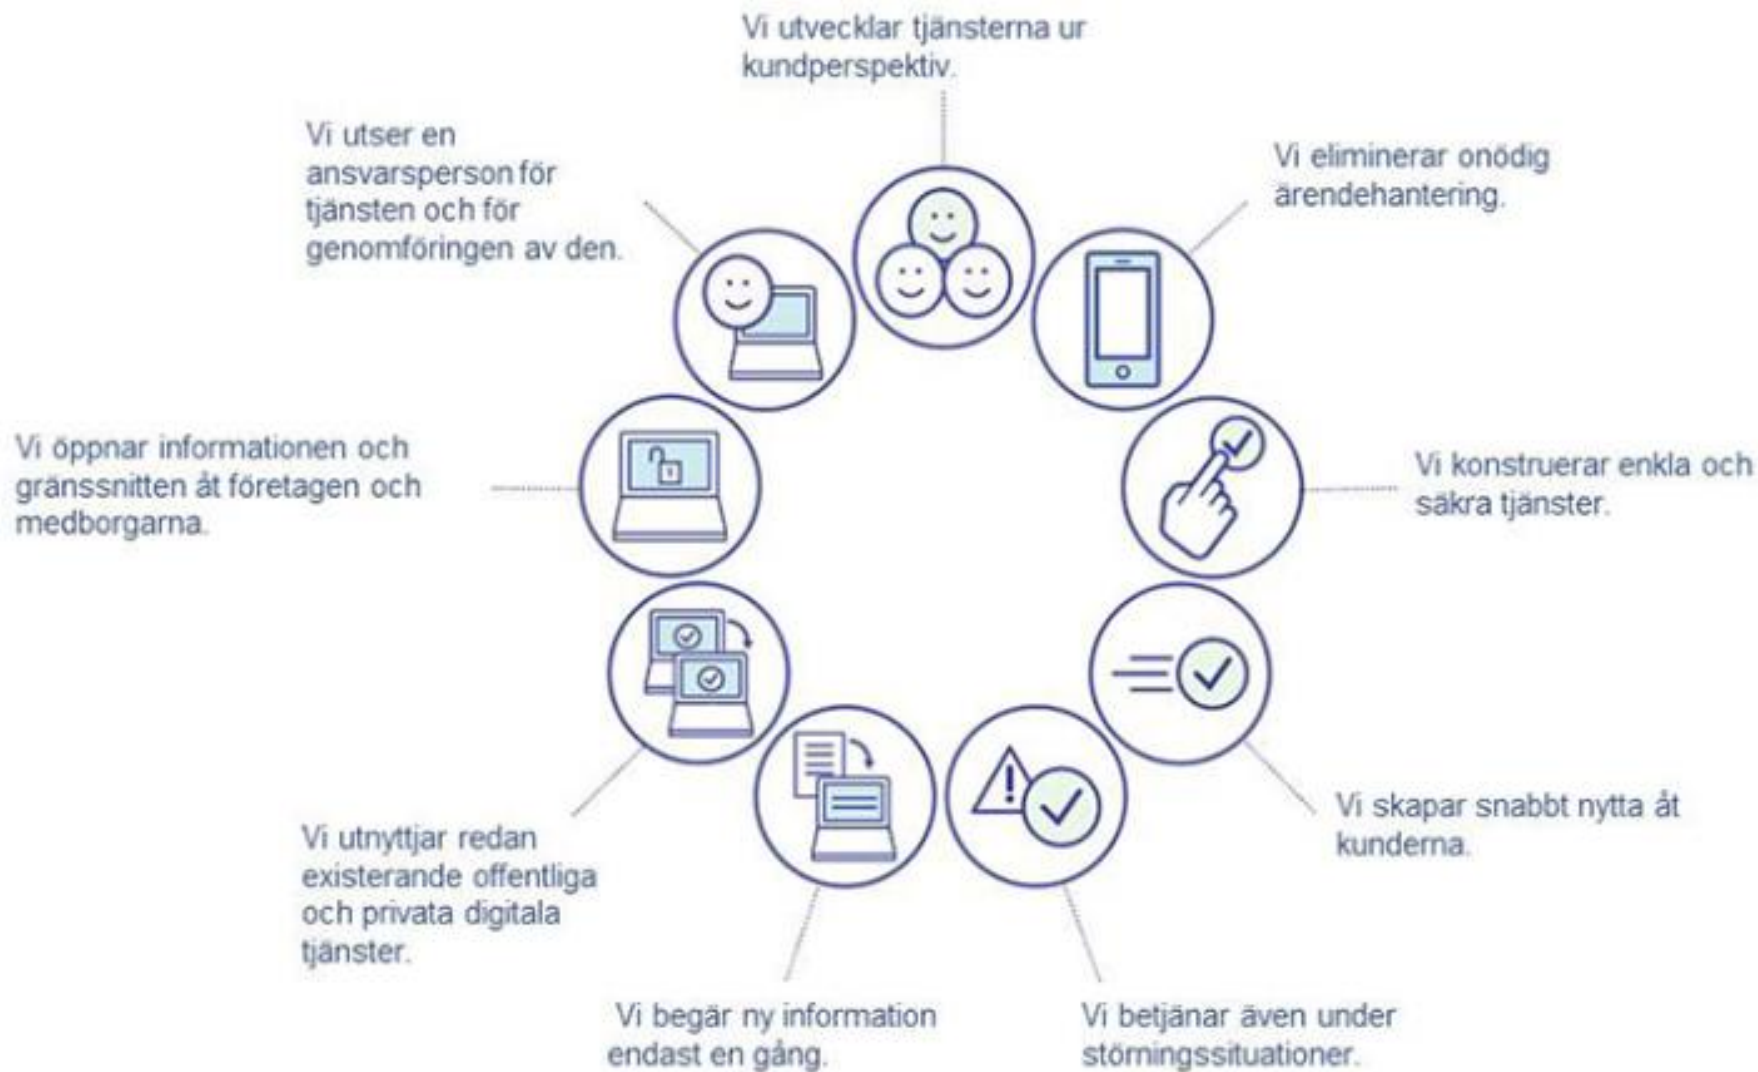 Vi utvecklar tjänsterna ur
kundperspektiv.
Vi eliminerar onödig
ärendehantering.
Vi konstruerar enkla och
säkra tjänster.
Vi skapar snabbt nytta åt
kunderna.
Vi betjänar även under
störningssituationer.
Vi begär ny information
endast en gång.
Vi utnyttjar redan
existerande offentliga
och privata digitala
tjänster.
Vi öppnar informationen och
gränssnitten åt företagen och
medborgarna.
Vi utser en
ansvarsperson för
tjänsten och för
genomföringen av den.